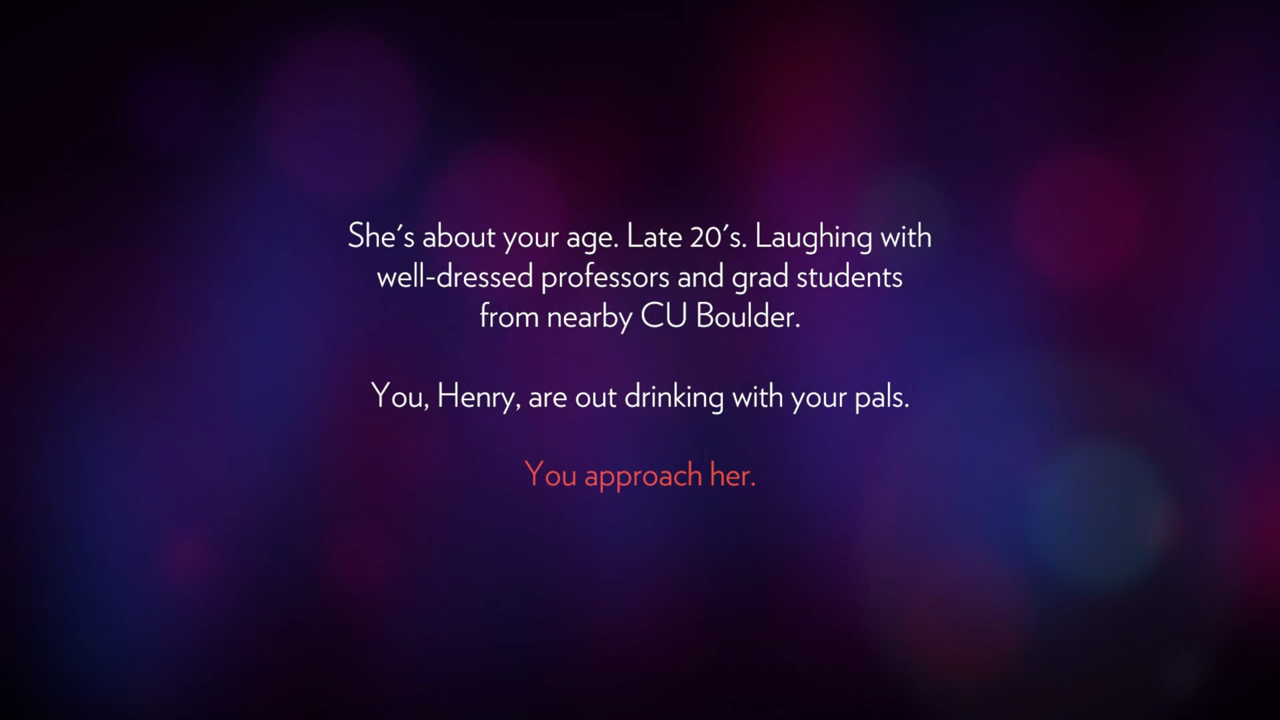 She's about your age. Late 20's. Laughing with
well-dressed professors and grad students
from nearby CU Boulder.
You, Henry, are out drinking with your pals.
You approach her.